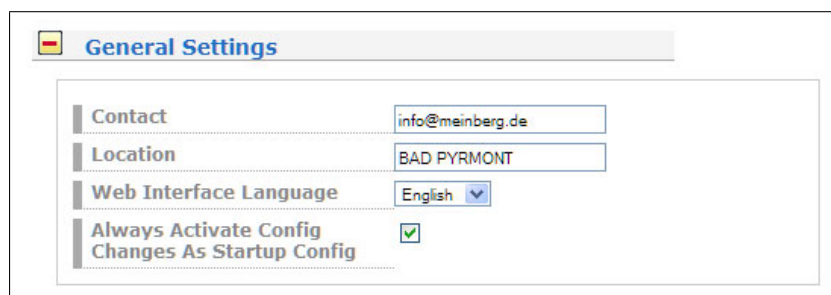 General Settings
Contact
info@meinberg.de
Location
BAD PYRMONT
Web Interface Language
English
Always Activate Config
Changes As Startup Config